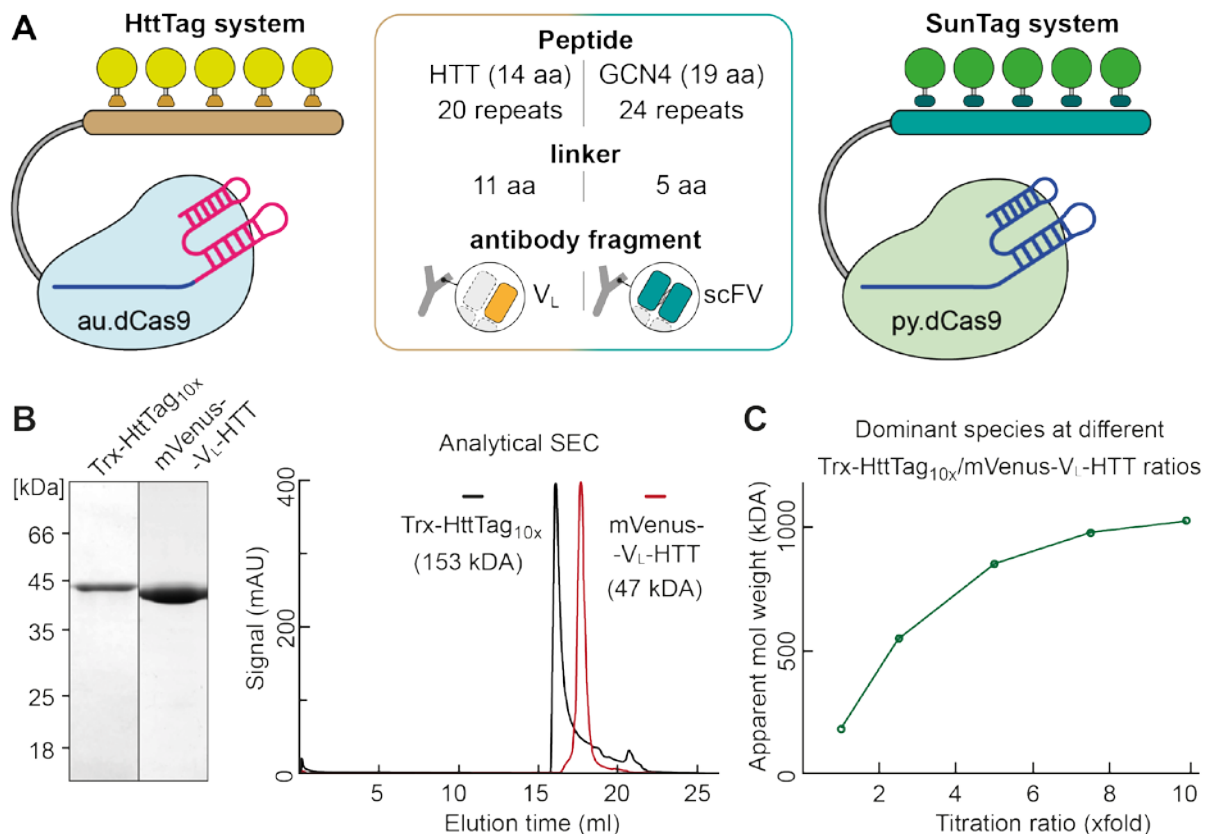 A
HttTag system
au.dCas9
Peptide
HTT (14 aa)
GCN4 (19 aa)
20 repeats
24 repeats
linker
11 aa
5 aa
antibody fragment
VL
scFV
SunTag system
py.dCas9
B
Trx-HttTag10x
mVenus-
-VL-HTT
[kDa]
66
45
35
25
18
Analytical SEC
Trx-HttTag10x
(153 kDA)
mVenus-
-VL-HTT
(47 kDA)
Signal (mAU)
400
200
0
5
10
15
20
25
Elution time (ml)
C
Dominant species at different
Trx-HttTag10x/mVenus-VL-HTT ratios
Apparent mol weight (kDA)
1000
500
0
2
4
6
8
10
Titration ratio (xfold)